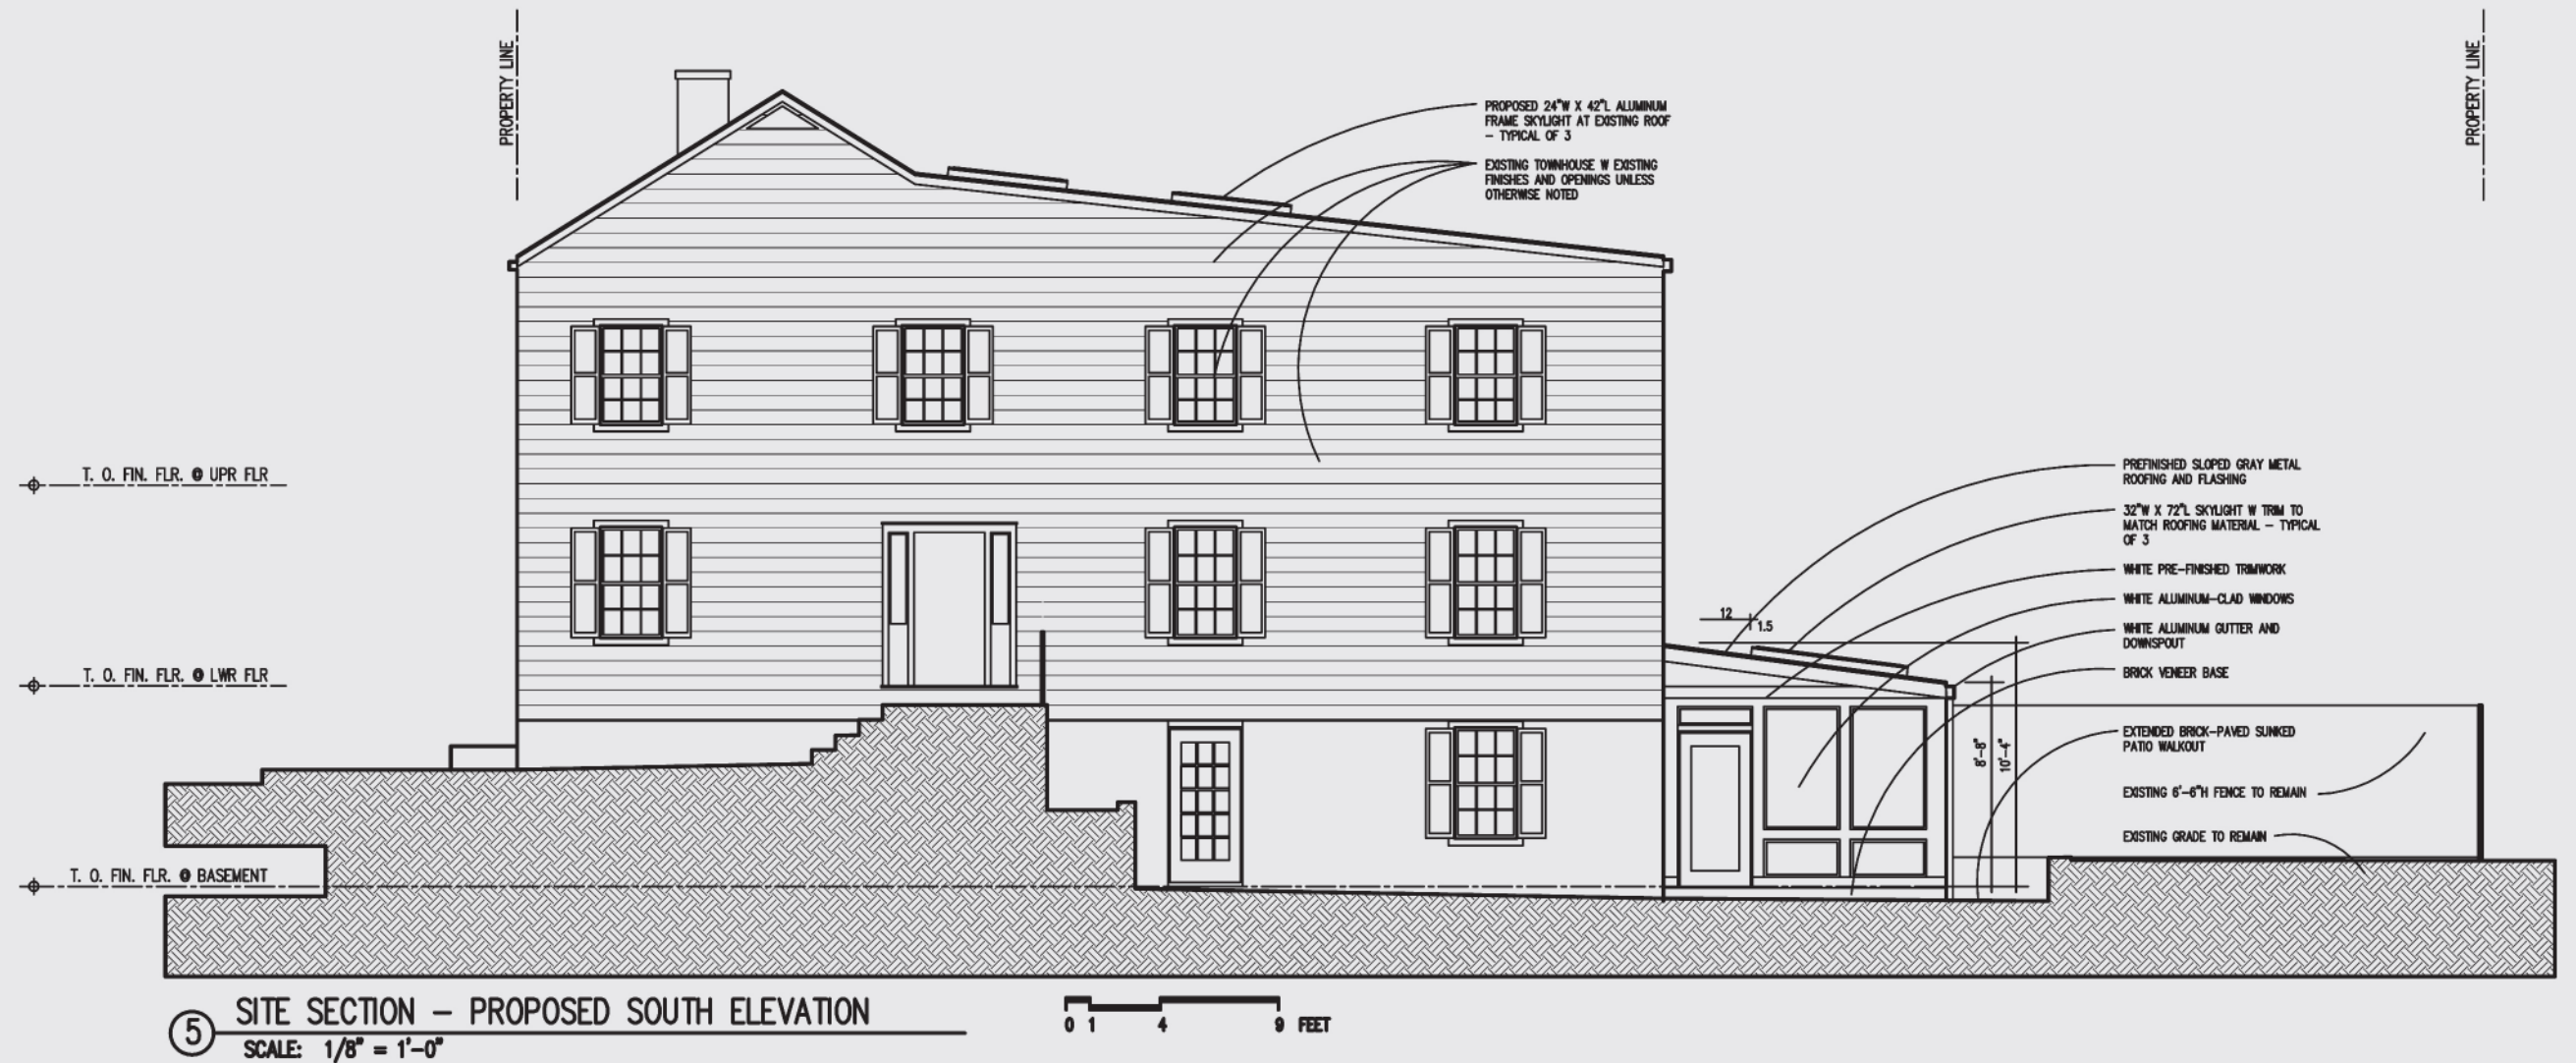 PROPERTY LINE
PROPERTY LINE
PROPOSED 24"W X 42"L ALUMINUM
FRAME SKYLIGHT AT EXISTING ROOF
- TYPICAL OF 3
EXISTING TOWNHOUSE W EXISTING
FINISHES AND OPENINGS UNLESS
OTHERWISE NOTED
T. O. FIN. FLR. @ UPR FLR
T. O. FIN. FLR. @ LWR FLR
T. O. FIN. FLR. @ BASEMENT
12
1.5
PREFINISHED SLOPED GRAY METAL
ROOFING AND FLASHING
32"W X 72"L SKYLIGHT W TRIM TO
MATCH ROOFING MATERIAL - TYPICAL
OF 3
WHITE PRE-FINISHED TRIMWORK
WHITE ALUMINUM-CLAD WINDOWS
WHITE ALUMINUM GUTTER AND
DOWNSPOUT
BRICK VENEER BASE
EXTENDED BRICK-PAVED SUNKED
PATIO WALKOUT
EXISTING 6'-6"H FENCE TO REMAIN
EXISTING GRADE TO REMAIN
8'-8"
10'-4"
5
SITE SECTION - PROPOSED SOUTH ELEVATION
SCALE: 1/8" = 1'-0"
0 1 4 9 FEET